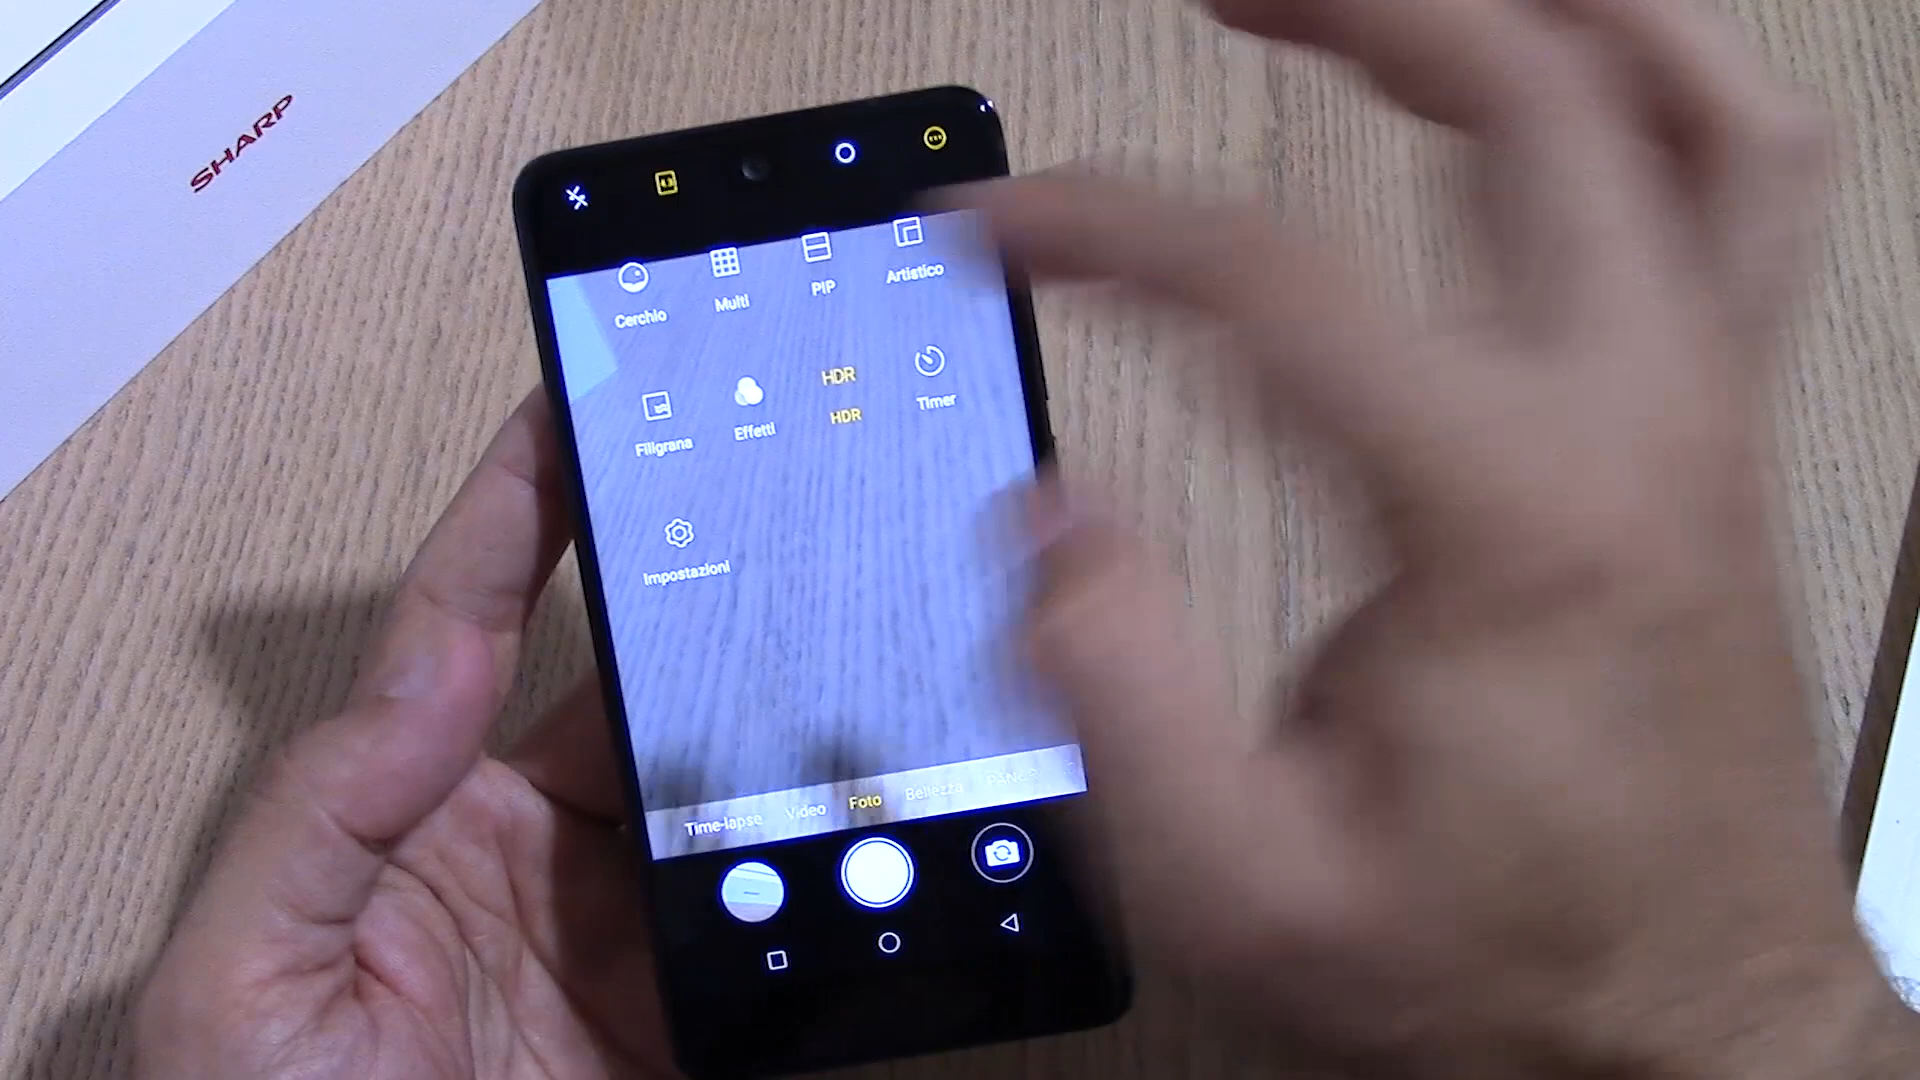 SHARP
Cerchio
Multi
PIP
Artistico
Filigrana
Effetti
HDR
HDR
Timer
Impostazioni
Time-lapse
Video
Foto
Bellezza